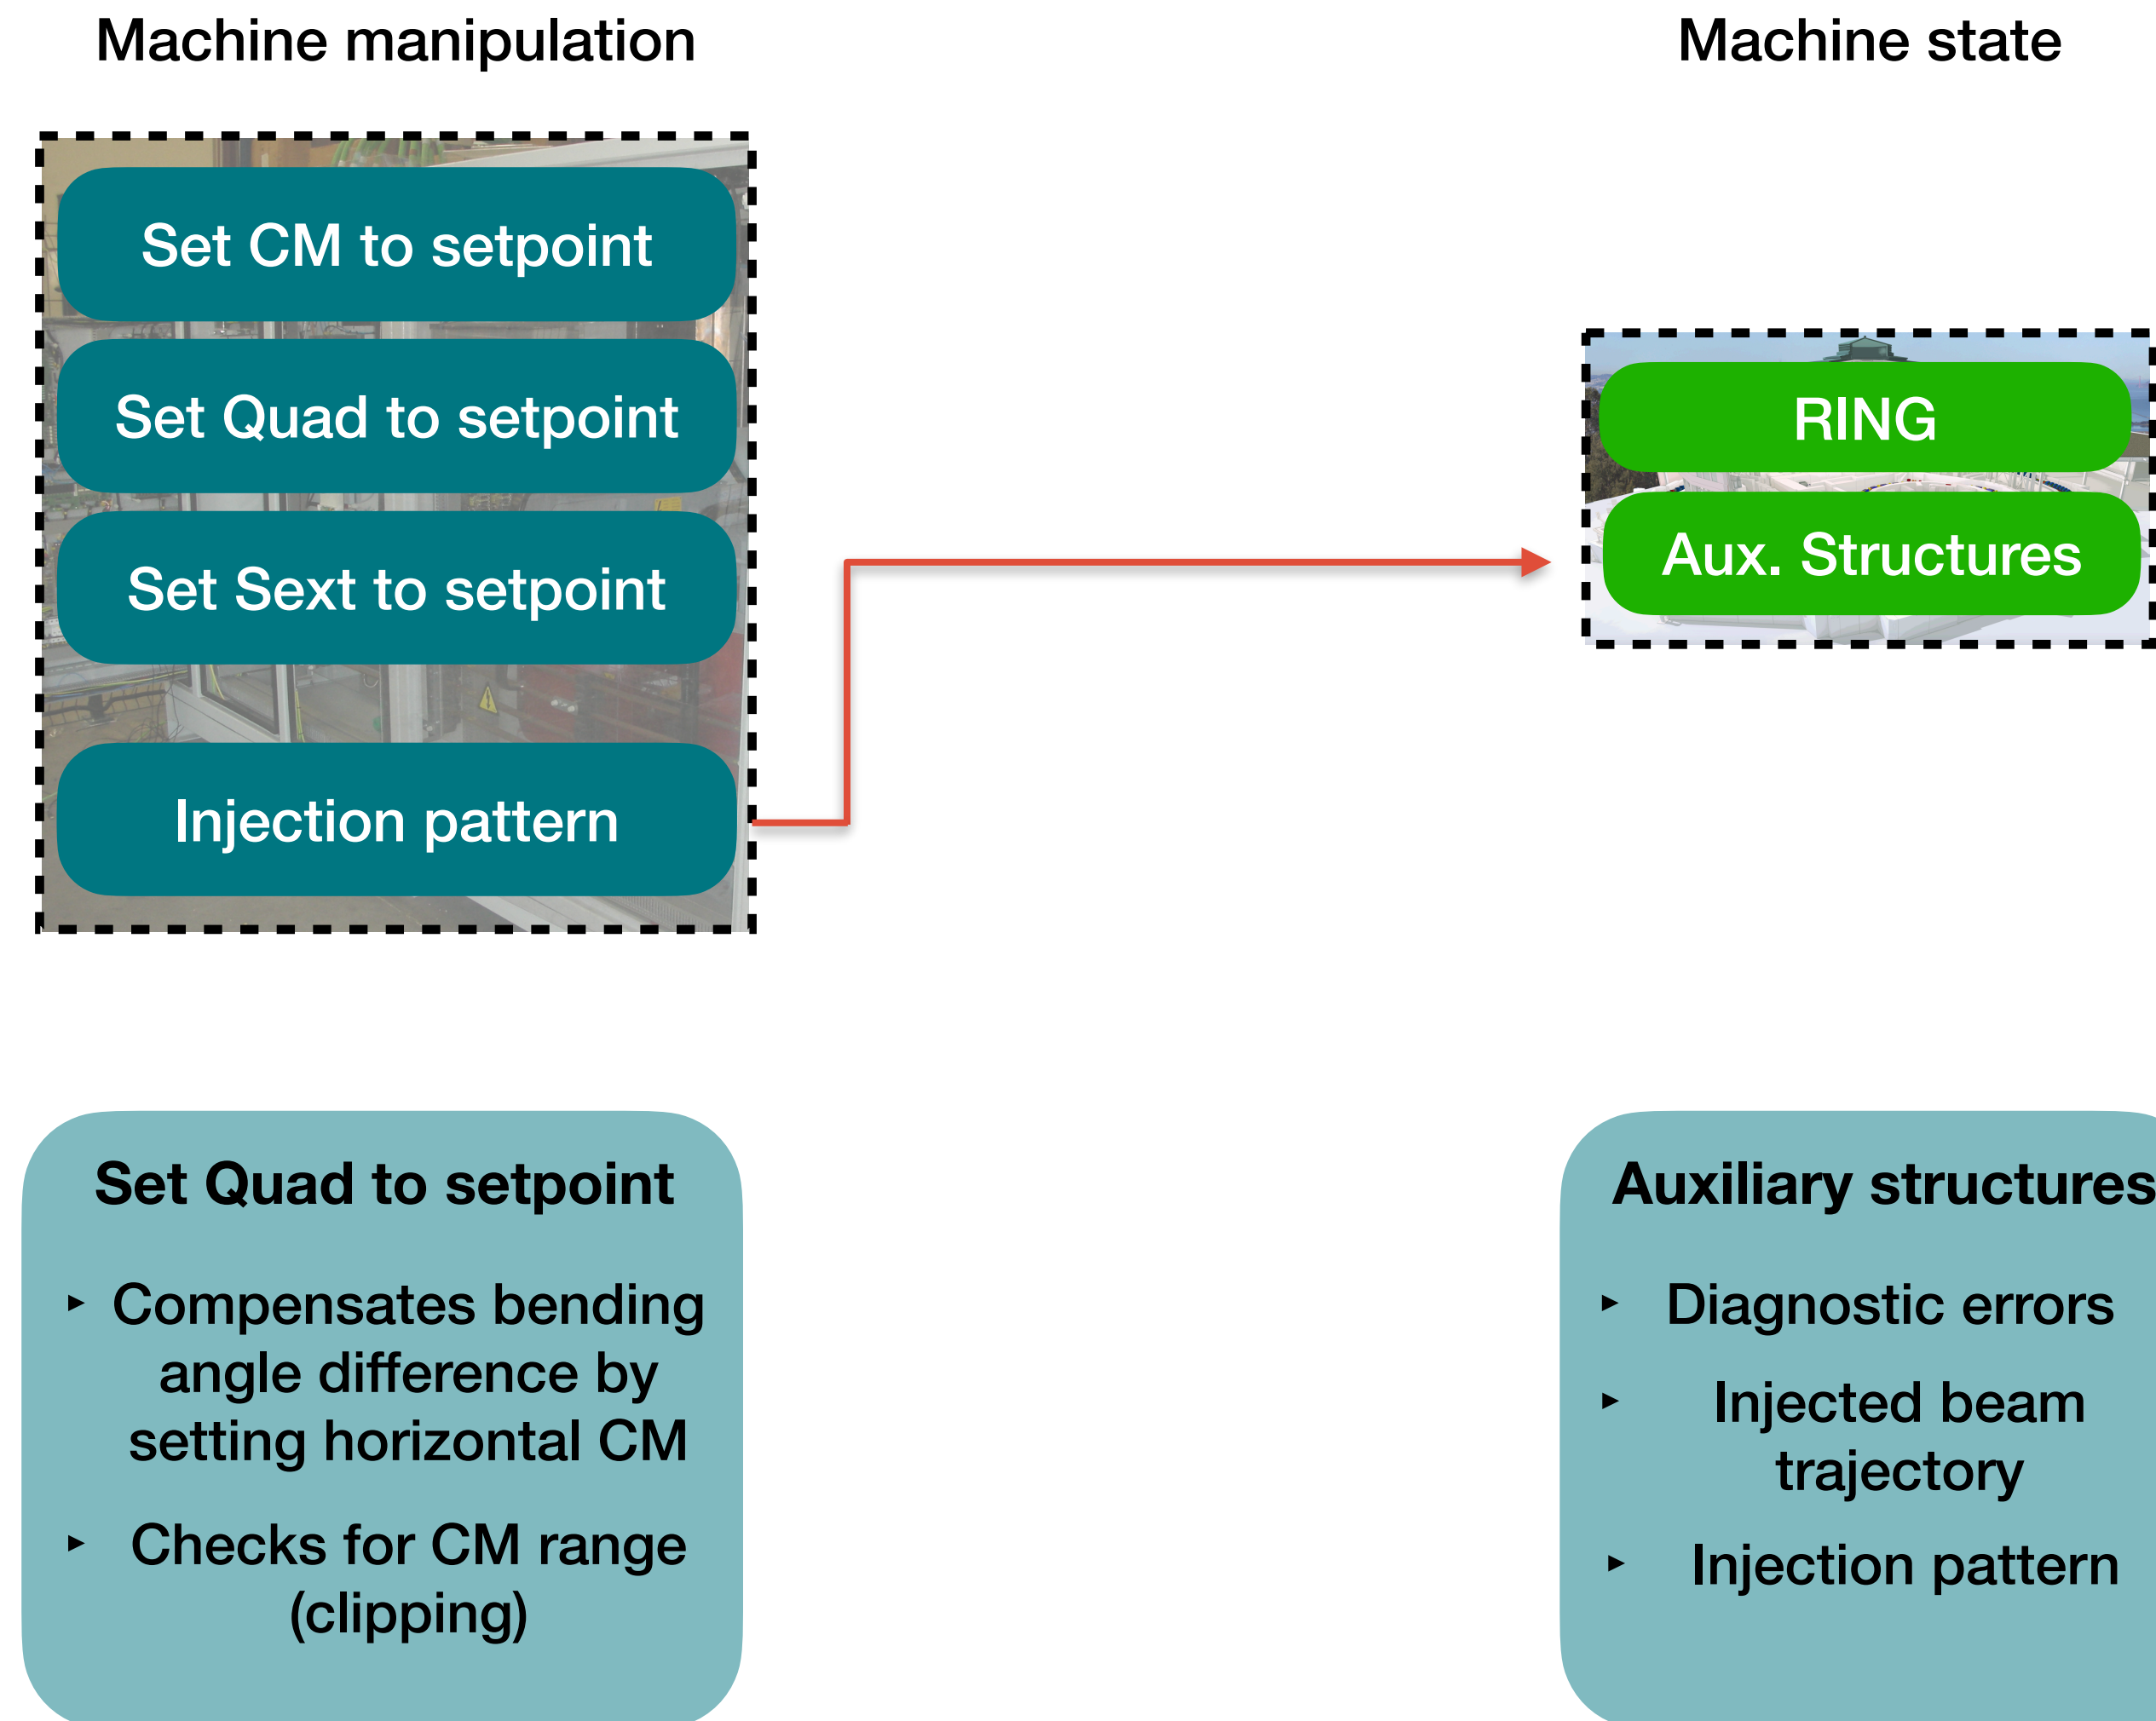 Machine manipulation
Machine state
Set CM to setpoint
Set Quad to setpoint
Set Sext to setpoint
Injection pattern
RING
Aux. Structures
Set Quad to setpoint
‣ Compensates bending
angle difference by
setting horizontal CM
‣ Checks for CM range
(clipping)
Auxiliary structures
‣ Diagnostic errors
‣ Injected beam
trajectory
‣ Injection pattern